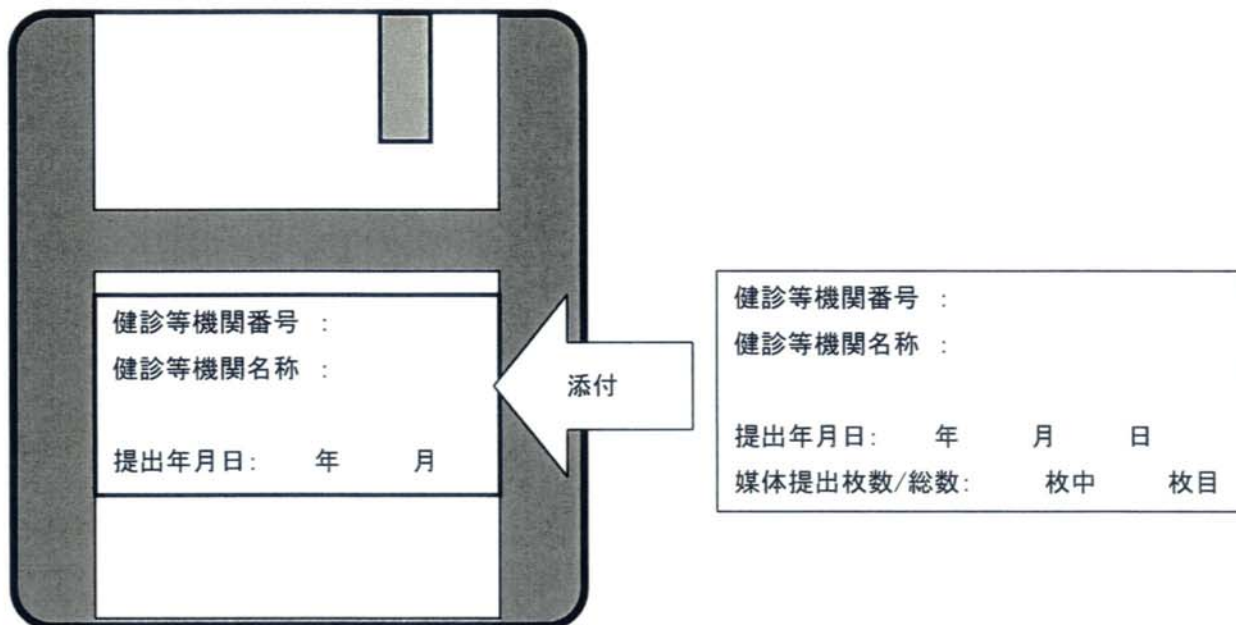 健診等機関番号 :
健診等機関名称 :
提出年月日: 年 月
添付
健診等機関番号 :
健診等機関名称 :
提出年月日: 年 月 日
媒体提出枚数/総数: 枚中 枚目